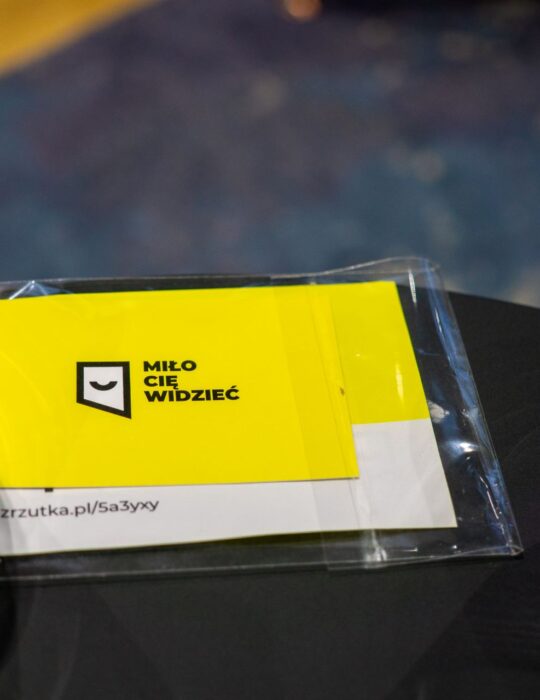 MIŁO
CIĘ
WIDZIEĆ
zrzutka.pl/5a3yxy